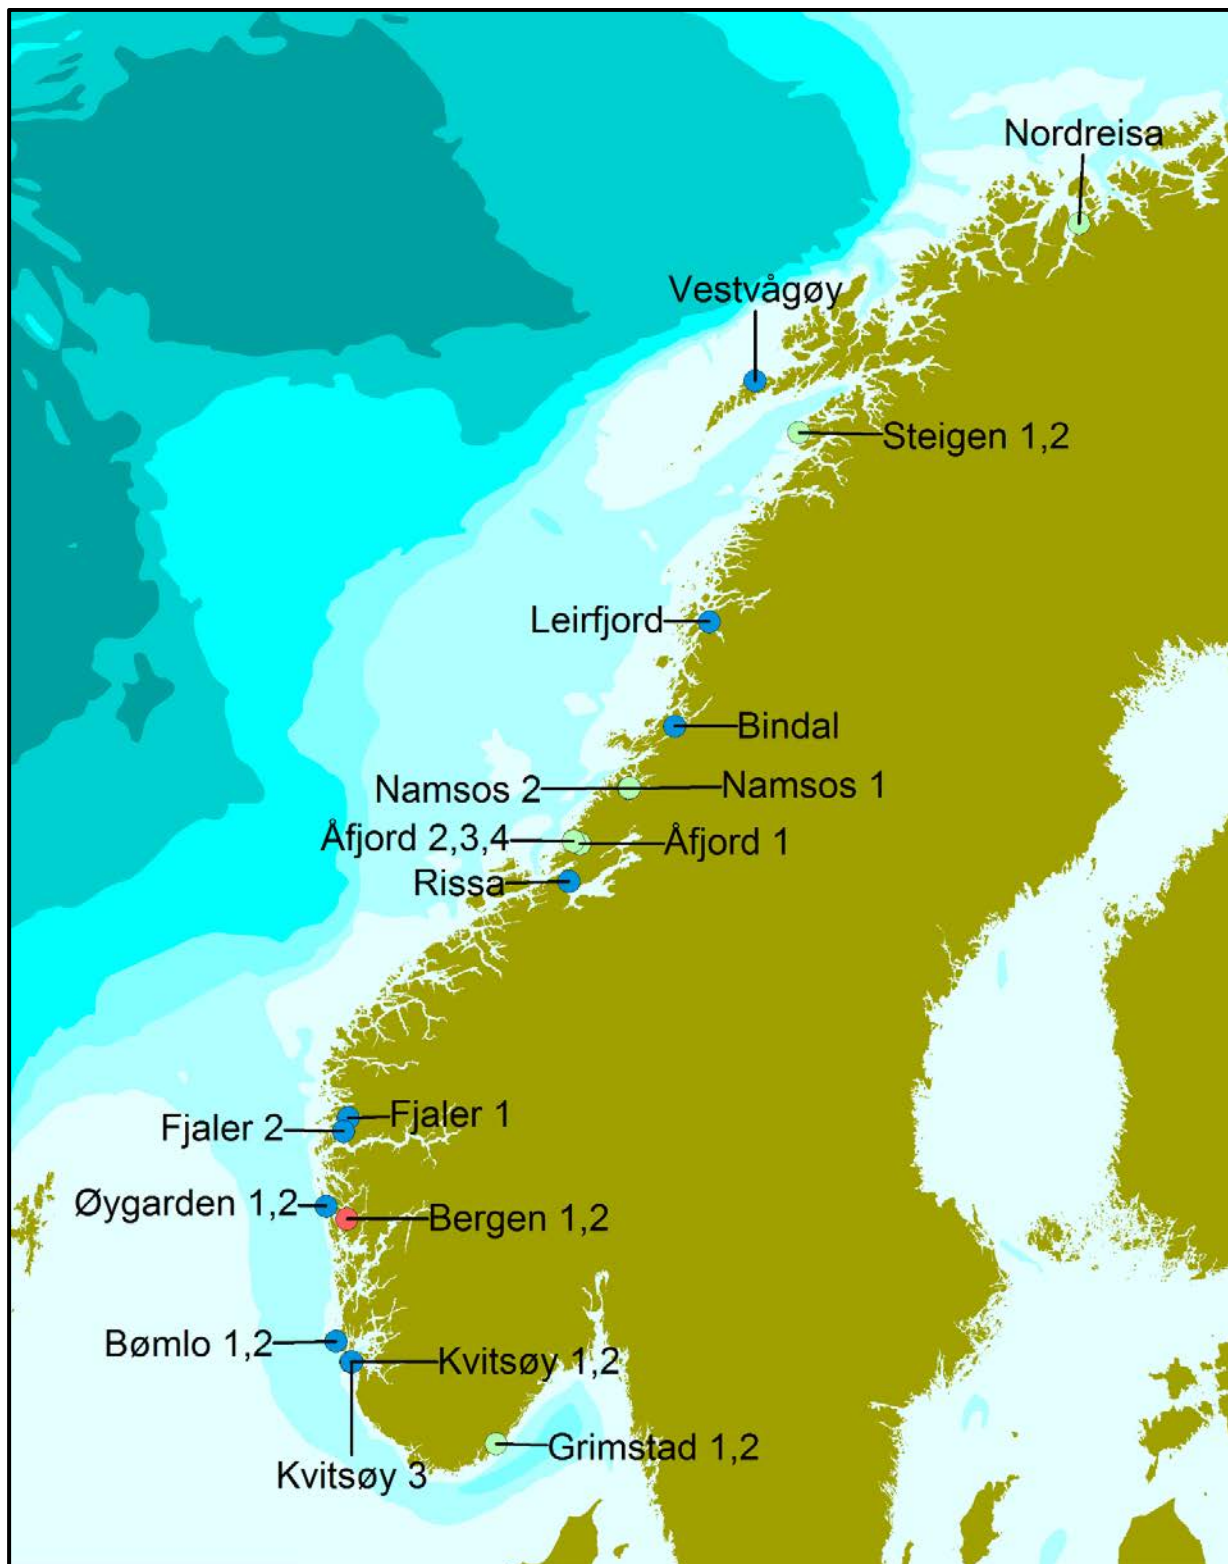 Nordreisa
Vestvågøy
Steigen 1,2
Leirfjord
Bindal
Namsos 2
Namsos 1
Åfjord 2,3,4
Åfjord 1
Rissa
Fjaler 1
Fjaler 2
Øygarden 1,2
Bergen 1,2
Bømlo 1,2
Kvitsøy 1,2
Grimstad 1,2
Kvitsøy 3